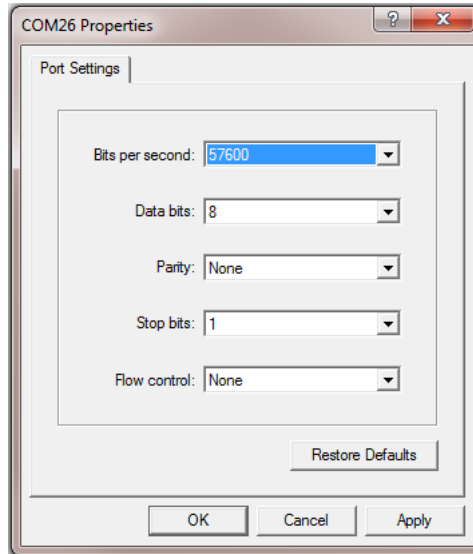 COM26 Properties
Port Settings
Bits per second: 57600
Data bits: 8
Parity: None
Stop bits: 1
Flow control: None
Restore Defaults
OK Cancel Apply